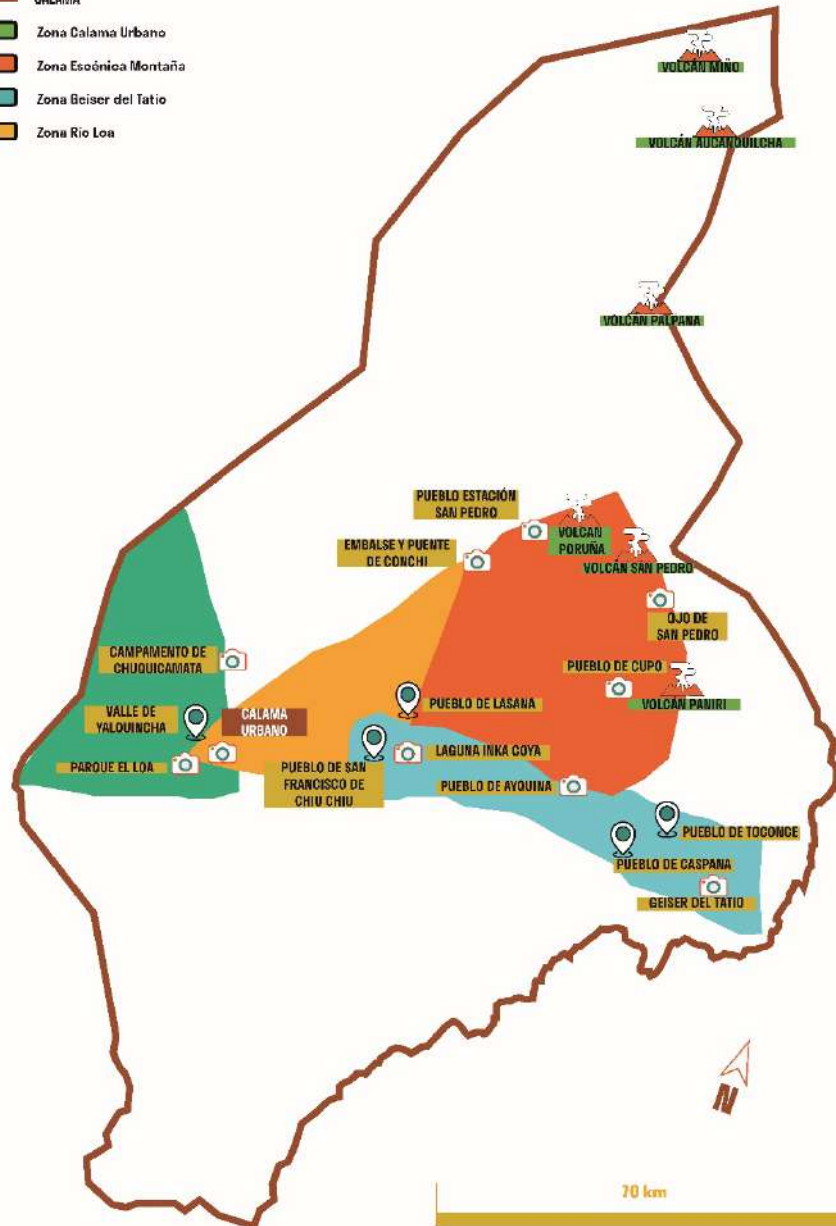 CALAMA
Zona Calama Urbano
Zona Escénica Montaña
Zona Geiser del Tatio
Zona Río Loa
VOLCÁN MIÑO
VOLCÁN AUCANQUILCHA
VOLCÁN PALPANA
PUEBLO ESTACIÓN
SAN PEDRO
VOLCAN
PORUÑA
EMBALSE Y PUENTE
DE CONCHI
VOLCÁN SAN PEDRO
OJO DE
SAN PEDRO
CAMPAMENTO DE
CHUQUICAMATA
PUEBLO DE CUPO
VOLCÁN PANIRI
PUEBLO DE LASANA
VALLE DE
YALQUINCHA
CALAMA
URBANO
LAGUNA INKA COYA
PARQUE EL LOA
PUEBLO DE SAN
FRANCISCO DE
CHIU CHIU
PUEBLO DE AYQUINA
PUEBLO DE TOCONCE
PUEBLO DE CASPANA
GEISER DEL TATIO
N
70 km